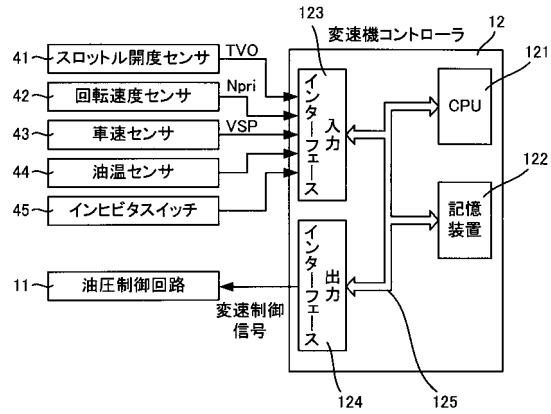 123
変速機コントローラ
12
121
41
スロットル開度センサ
TVO
42
回転速度センサ
Npri
43
車速センサ
VSP
44
油温センサ
45
インヒビタスイッチ
入力
インターフェース
CPU
122
記憶
装置
11
油圧制御回路
変速制御
信号
出力
インターフェース
124
125